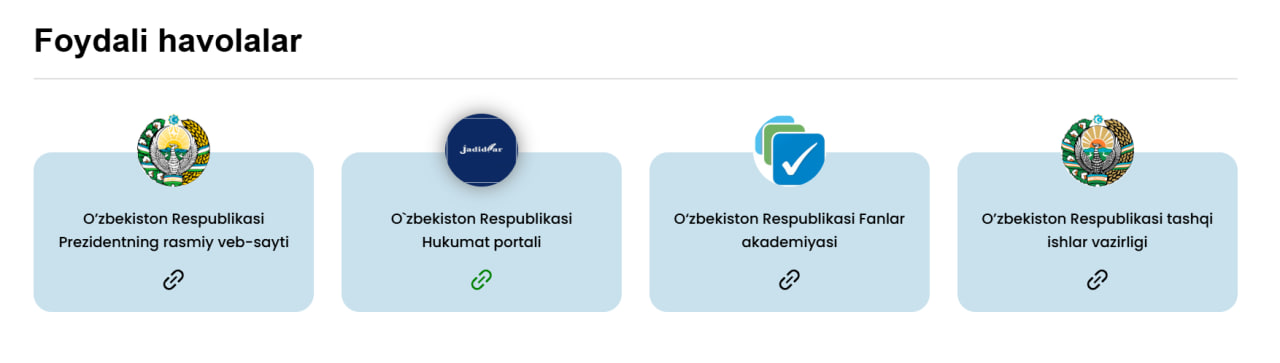 Foydali havolalar
O‘zbekiston Respublikasi
Prezidentning rasmiy veb-sayti
jadidlar
O`zbekiston Respublikasi
Hukumat portali
O‘zbekiston Respublikasi Fanlar
akademiyasi
O‘zbekiston Respublikasi tashqi
ishlar vazirligi